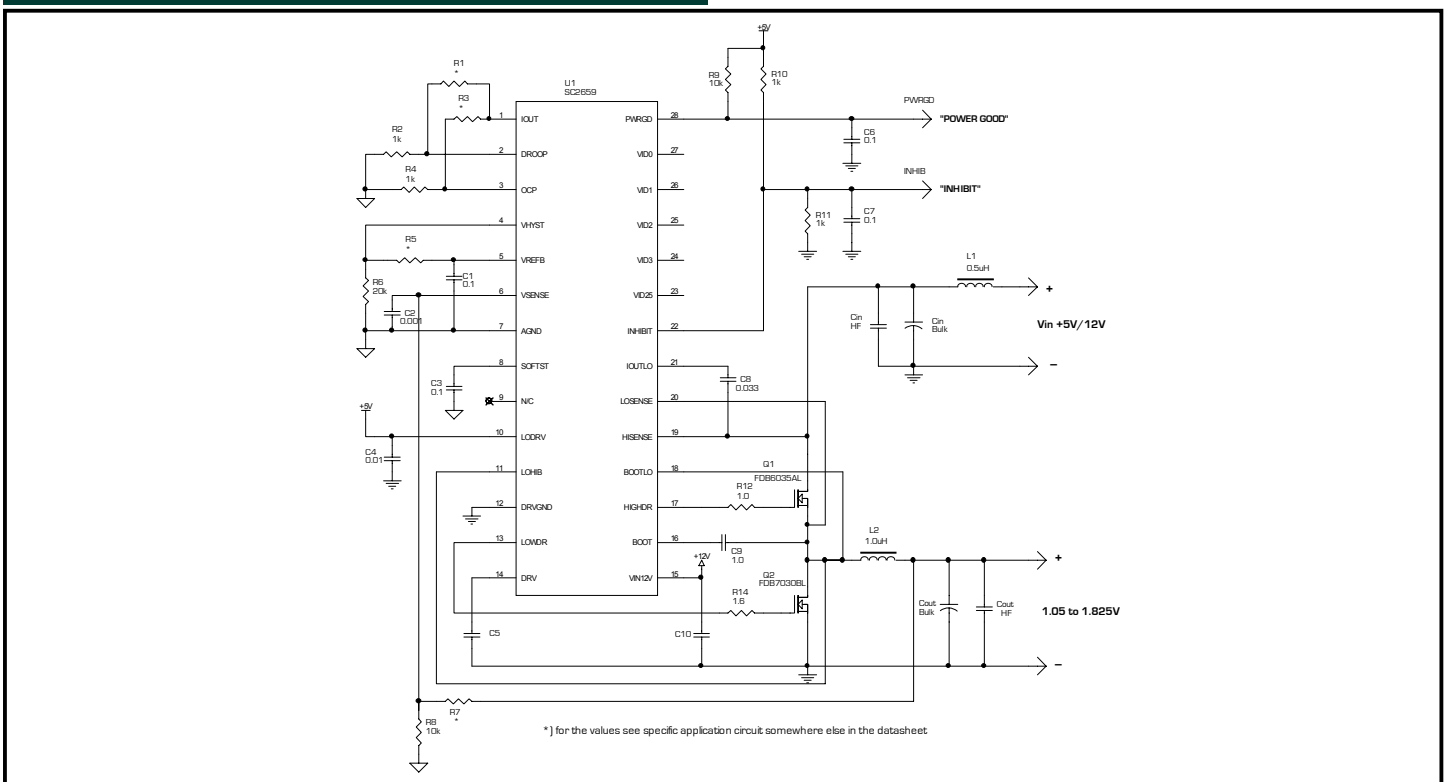 +5V
R1
*
R3
*
R9
10k
R10
1k
U1
SC2659
PWRGD
"POWER GOOD"
1
IOUT
PWRGD
28
C6
0.1
R2
1k
2
DROOP
VID0
27
R4
1k
3
OCP
VID1
26
INHIB
"INHIBIT"
4
VHYST
VID2
25
R11
1k
C7
0.1
R5
*
5
VREFB
VID3
24
L1
0.5uH
R6
20k
C1
0.1
6
VSENSE
VID25
23
+
C2
0.001
7
AGND
INHIBIT
22
Cin
HF
Cin
Bulk
Vin +5V/12V
8
SOFTST
IOUTLO
21
–
C3
0.1
C8
0.033
9
N/C
LOSENSE
20
+5V
10
LODRV
HISENSE
19
C4
0.01
11
LOHIB
BOOTLO
18
Q1
FDB6035AL
R12
1.0
12
DRVGND
HIGHDR
17
L2
1.0uH
13
LOWDR
BOOT
16
C9
1.0
+12V
+
14
DRV
VIN12V
15
Q2
FDB7030BL
R14
1.6
Cout
Bulk
Cout
HF
1.05 to 1.825V
C5
C10
–
R7
*
R8
10k
*) for the values see specific application circuit somewhere else in the datasheet